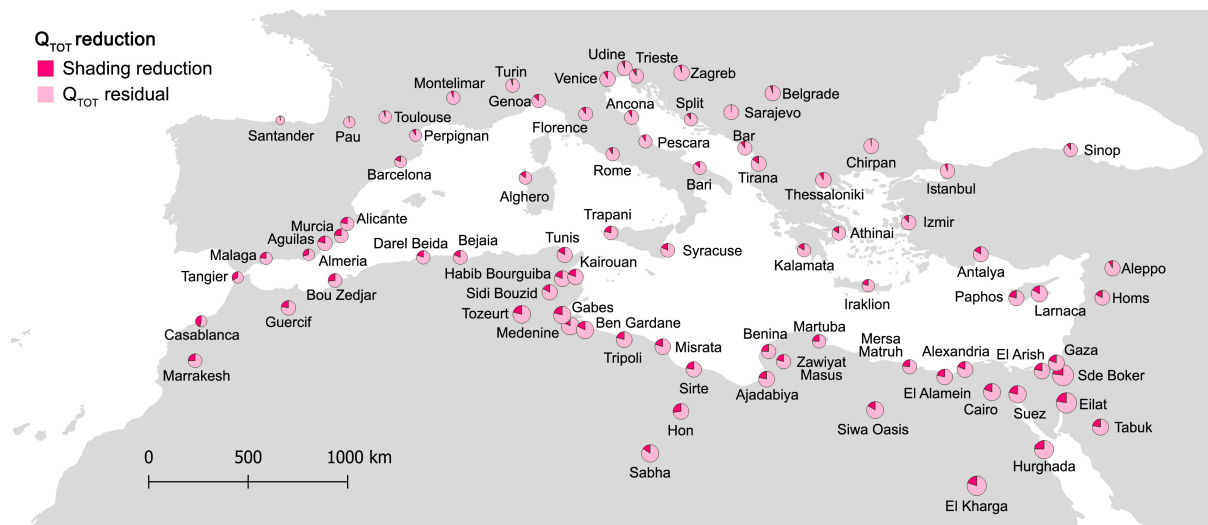 Q_TOT reduction
Shading reduction
Q_TOT residual
Udine
Trieste
Turin
Venice
Zagreb
Montelimar
Genoa
Belgrade
Ancona
Split
Sarajevo
Toulouse
Santander
Pau
Perpignan
Florence
Bar
Pescara
Chirpan
Sinop
Barcelona
Rome
Bari
Tirana
Istanbul
Alghero
Thessaloniki
Trapani
Murcia
Alicante
Izmir
Aguilas
Darel Beida
Bejaia
Tunis
Athinai
Malaga
Almeria
Syracuse
Kalamata
Kairouan
Antalya
Aleppo
Tangier
Habib Bourguiba
Bou Zedjar
Sidi Bouzid
Iraklion
Paphos
Homs
Larnaca
Guercif
Tozeurt
Gabes
Casablanca
Medenine
Ben Gardane
Benina
Martuba
Mersa
Matruh
Alexandria
El Arish
Gaza
Tripoli
Misrata
Zawiyat
Masus
Marrakesh
Sirte
Ajadabiya
El Alamein
Sde Boker
Cairo
Suez
Eilat
Hon
Siwa Oasis
Tabuk
0 500 1000 km
Sabha
Hurghada
El Kharga